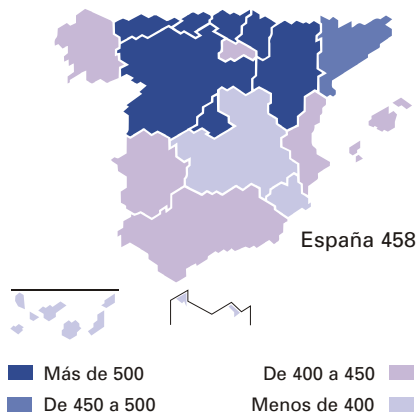 España 458
Más de 500
De 400 a 450
De 450 a 500
Menos de 400